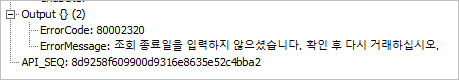 Output {} (2)
ErrorCode: 80002320
ErrorMessage: 조회 종료일을 입력하지 않으셨습니다. 확인 후 다시 거래하십시오.
API_SEQ: 8d9258f609900d9316e8635e52c4bba2